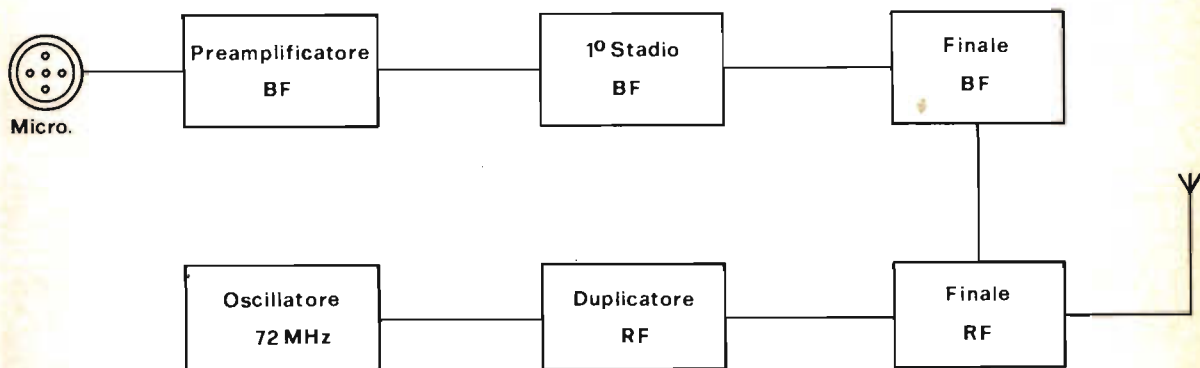 Micro.
Preamplificatore
BF
1º Stadio
BF
Finale
BF
Oscillatore
72 MHz
Duplicatore
RF
Finale
RF